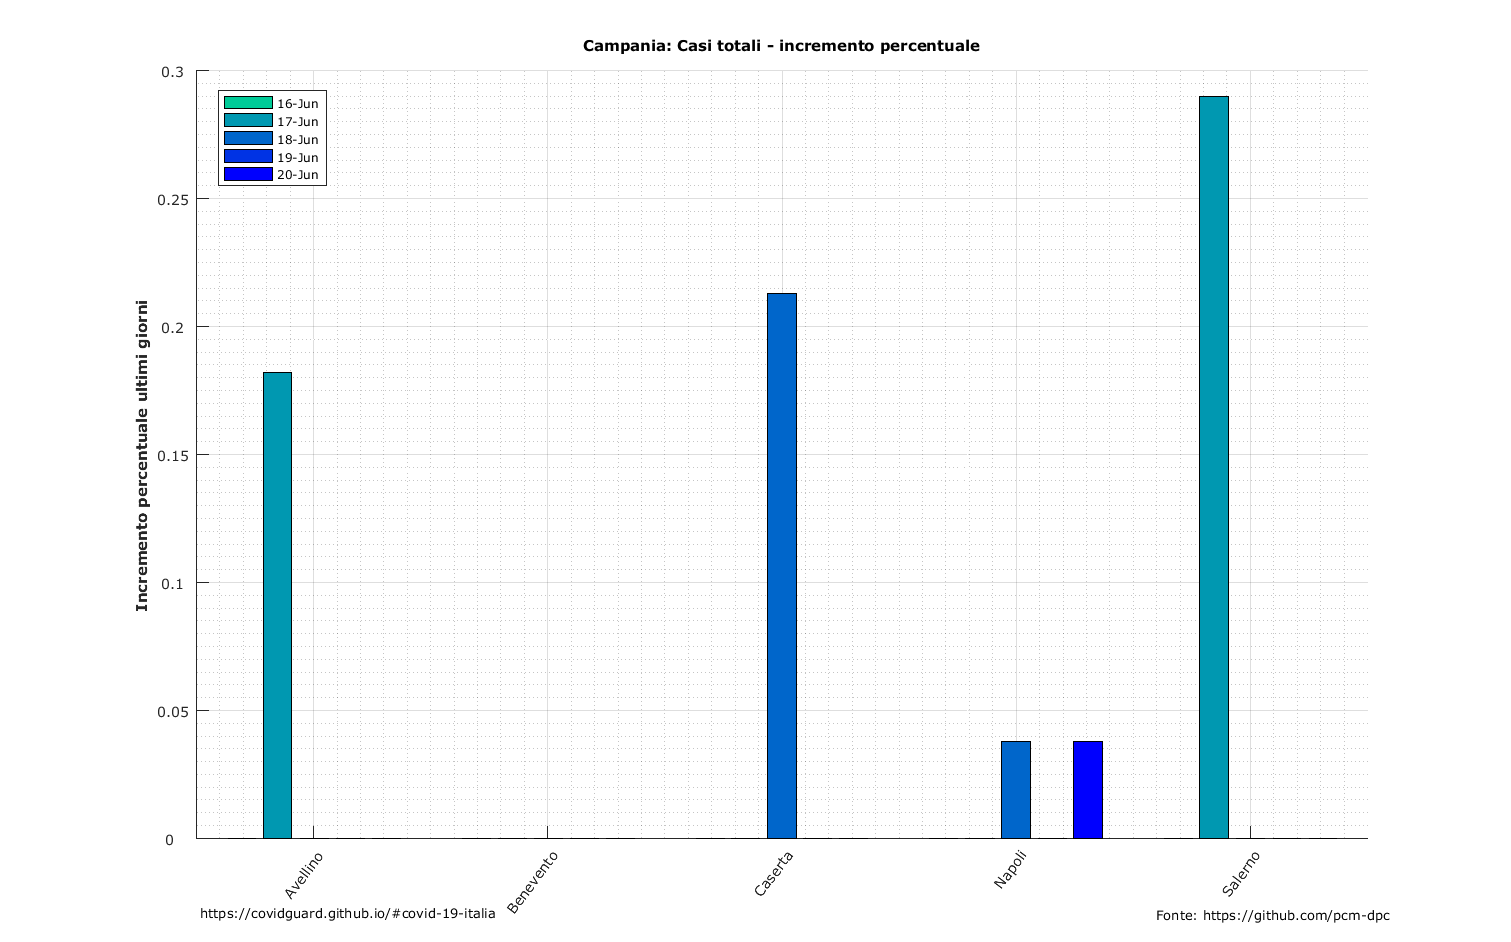 Campania: Casi totali - incremento percentuale
0.3
0.25
0.2
0.15
0.1
0.05
0
Incremento percentuale ultimi giorni
16-Jun
17-Jun
18-Jun
19-Jun
20-Jun
Avellino
Benevento
Caserta
Napoli
Salerno
https://covidguard.github.io/#covid-19-italia
Fonte: https://github.com/pcm-dpc